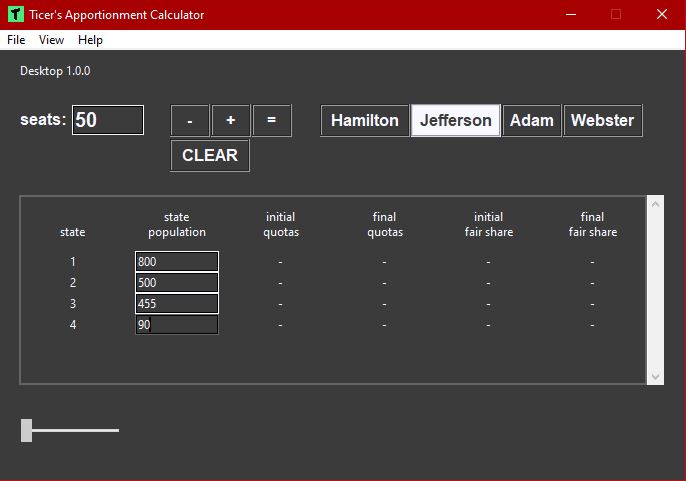 Ticer's Apportionment Calculator
File View Help
Desktop 1.0.0
seats: 50 - + = Hamilton Jefferson Adam Webster
CLEAR
state state population initial quotas final quotas initial fair share final fair share
1 800 - - - -
2 500 - - - -
3 455 - - - -
4 90 - - - -